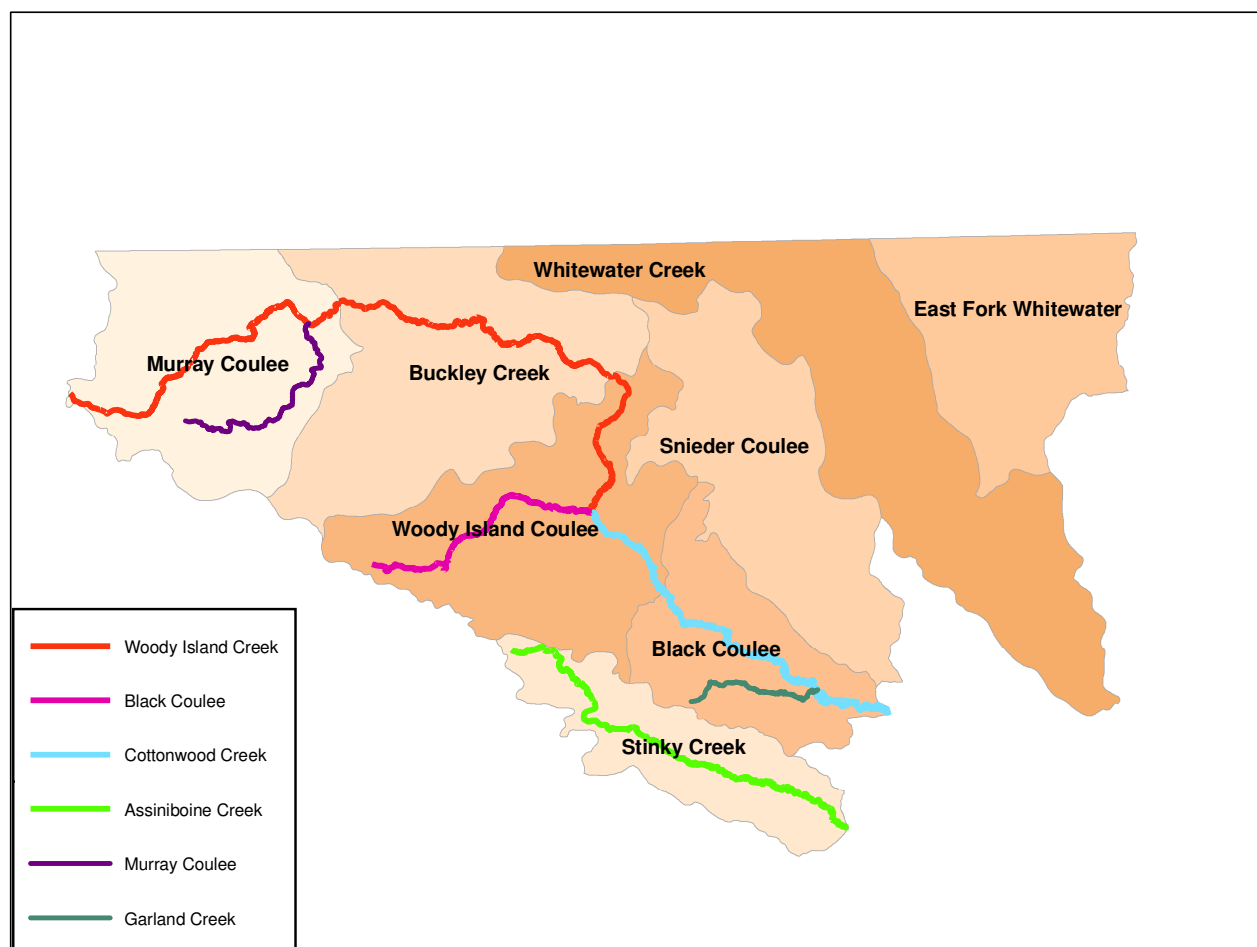 Whitewater Creek
East Fork Whitewater
Murray Coulee
Buckley Creek
Snieder Coulee
Woody Island Coulee
Black Coulee
Stinky Creek
Woody Island Creek
Black Coulee
Cottonwood Creek
Assiniboine Creek
Murray Coulee
Garland Creek